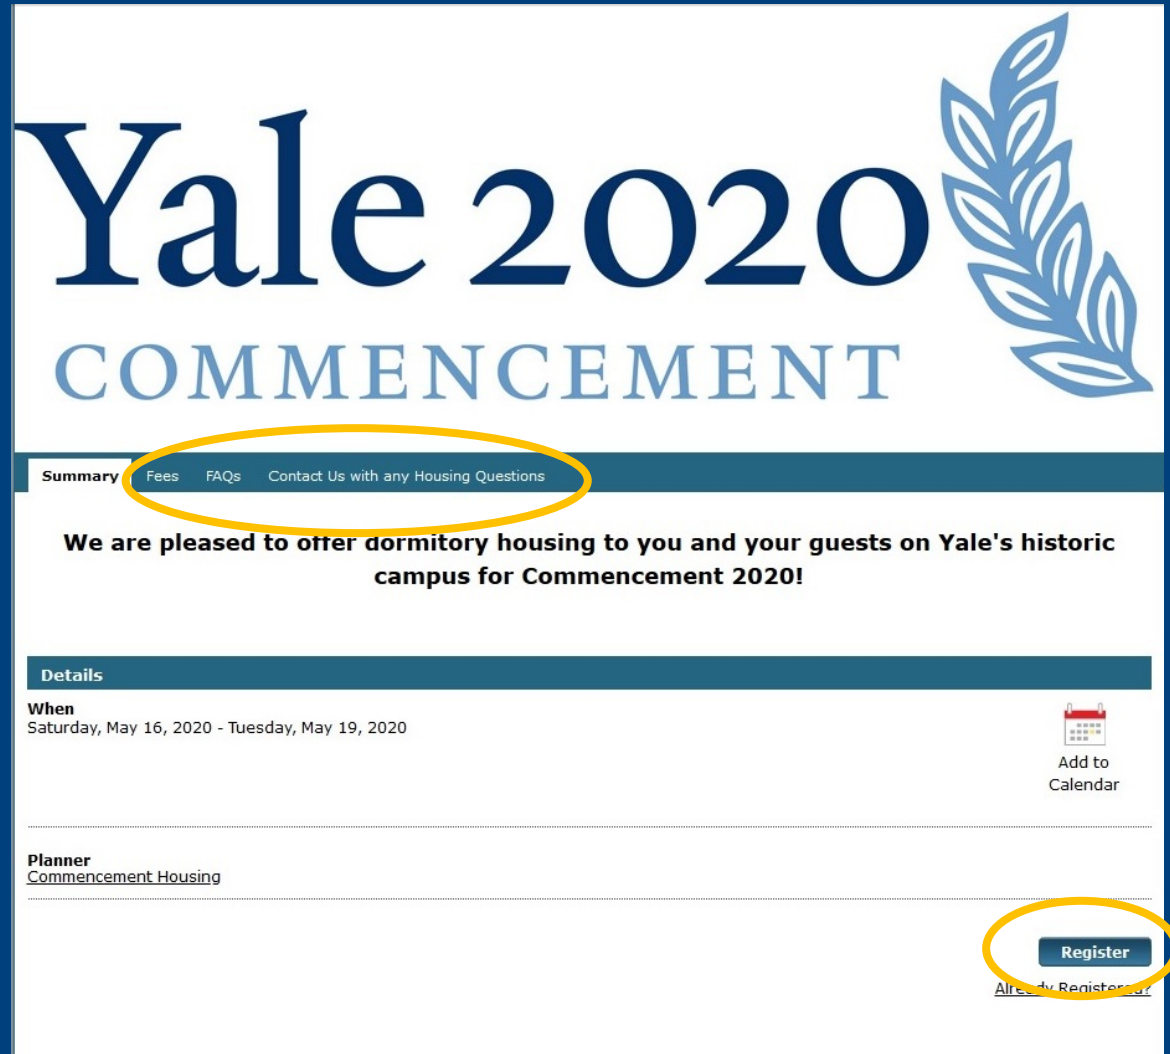 Yale 2020
COMMENCEMENT
Summary Fees FAQs Contact Us with any Housing Questions
We are pleased to offer dormitory housing to you and your guests on Yale's historic
campus for Commencement 2020!
Details
When
Saturday, May 16, 2020 - Tuesday, May 19, 2020
Add to
Calendar
Planner
Commencement Housing
Register
Already Registered?